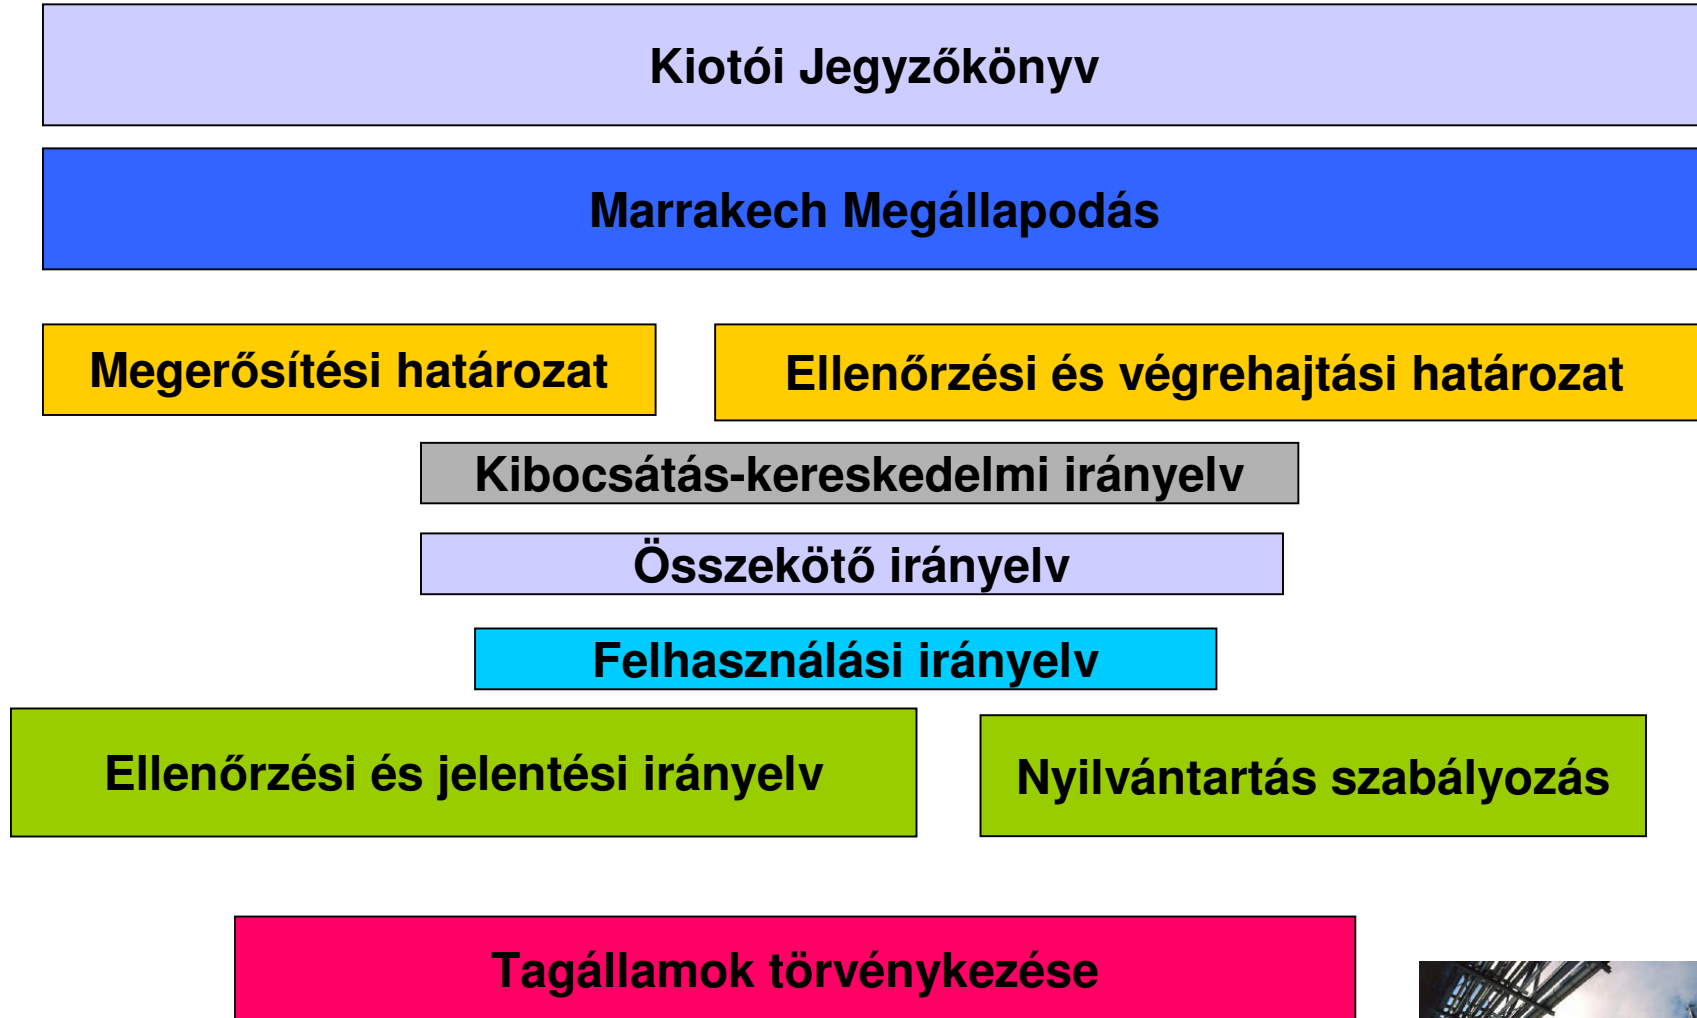 Kiotói Jegyzőkönyv
Marrakech Megállapodás
Megerősítési határozat
Ellenőrzési és végrehajtási határozat
Kibocsátás-kereskedelmi irányelv
Összekötő irányelv
Felhasználási irányelv
Ellenőrzési és jelentési irányelv
Nyilvántartás szabályozás
Tagállamok törvénykezése